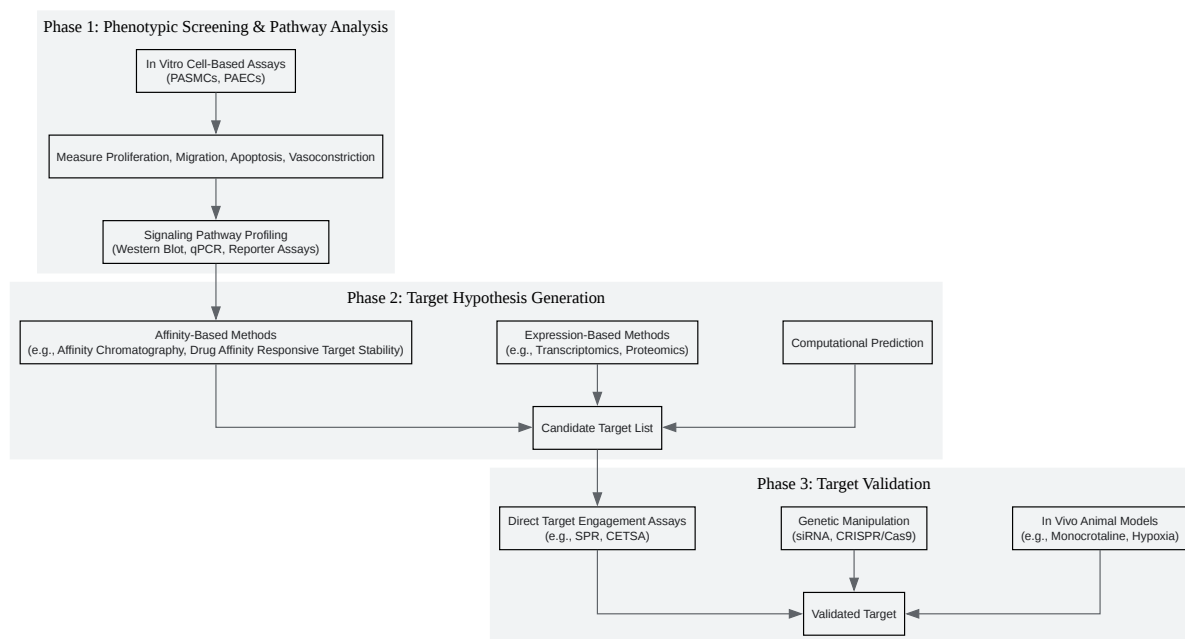 Phase 1: Phenotypic Screening & Pathway Analysis
In Vitro Cell-Based Assays
(PASMCs, PAECs)
Measure Proliferation, Migration, Apoptosis, Vasoconstriction
Signaling Pathway Profiling
(Western Blot, qPCR, Reporter Assays)
Phase 2: Target Hypothesis Generation
Affinity-Based Methods
(e.g., Affinity Chromatography, Drug Affinity Responsive Target Stability)
Expression-Based Methods
(e.g., Transcriptomics, Proteomics)
Computational Prediction
Candidate Target List
Phase 3: Target Validation
Direct Target Engagement Assays
(e.g., SPR, CETSA)
Genetic Manipulation
(siRNA, CRISPR/Cas9)
In Vivo Animal Models
(e.g., Monocrotaline, Hypoxia)
Validated Target